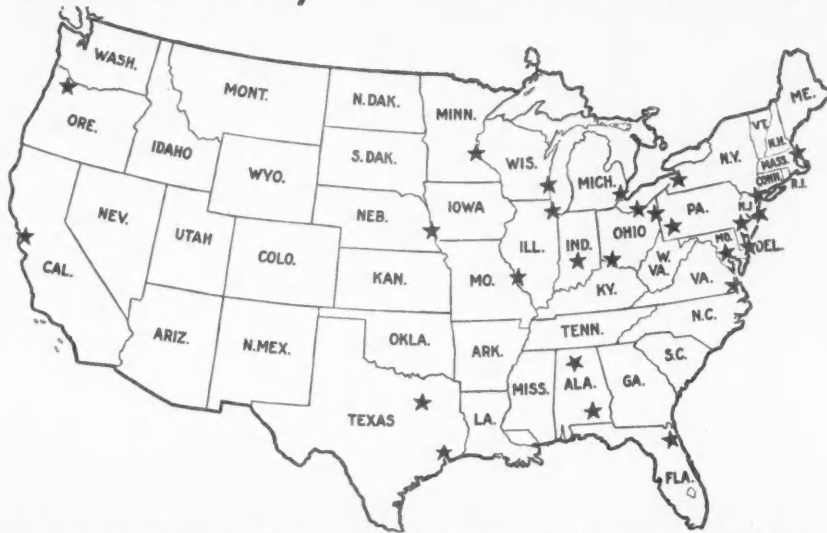 WASH.
MONT.
N.DAK.
MINN.
ME.
VT.
N.H.
ORE.
IDAHO
S.DAK.
WIS.
MICH.
N.Y.
MASS.
CONN.
R.I.
WYO.
NEV.
NEB.
IOWA
PA.
N.J.
UTAH
COLO.
ILL.
IND.
OHIO
MD.
DEL.
CAL.
KAN.
MO.
W.
VA.
KY.
VA.
N.C.
ARIZ.
N.MEX.
OKLA.
ARK.
TENN.
S.C.
TEXAS
LA.
MISS.
ALA.
GA.
FLA.